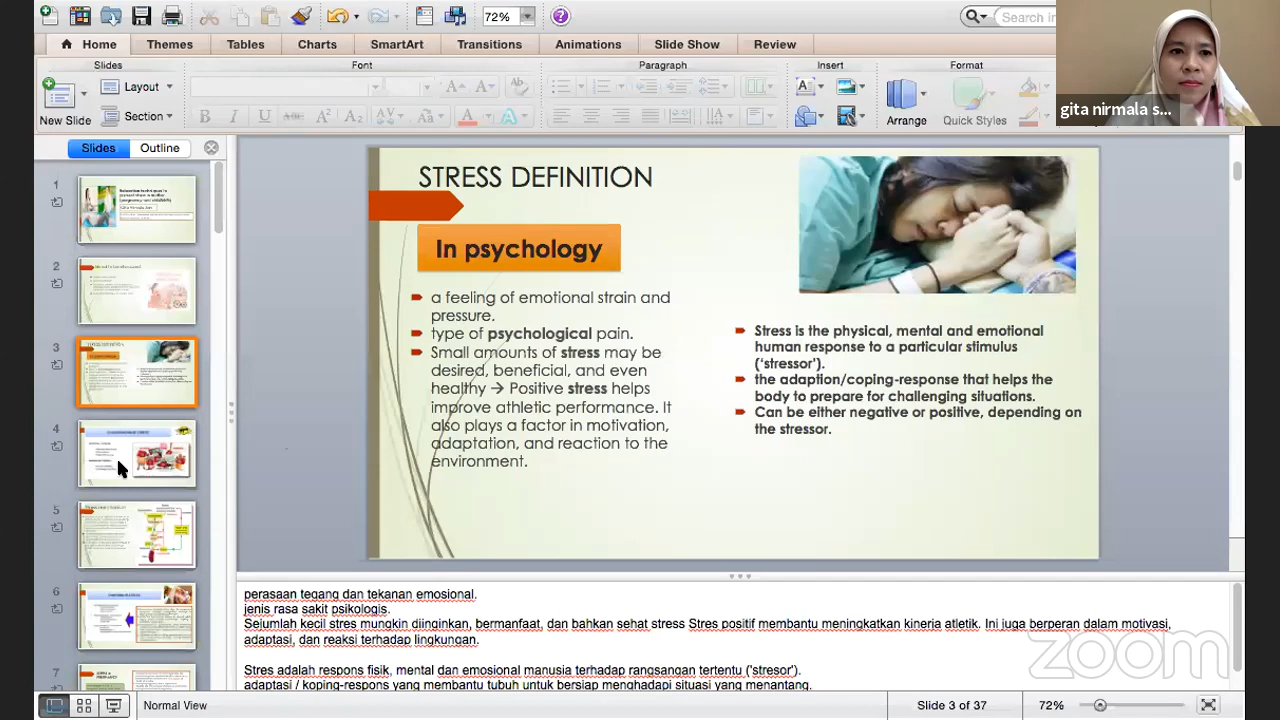 72%
Search in
Home
Themes
Tables
Charts
SmartArt
Transitions
Animations
Slide Show
Review
Slides
Font
Paragraph
Insert
Format
New Slide
Layout
Section
Arrange
Quick Styles
gita nirmala s...
Slides
Outline
1
2
3
4
5
6
7
STRESS DEFINITION
In psychology
a feeling of emotional strain and
pressure.
type of psychological pain.
Small amounts of stress may be
desired, beneficial, and even
healthy → Positive stress helps
improve athletic performance. It
also plays a factor in motivation,
adaptation, and reaction to the
environment.
Stress is the physical, mental and emotional
human response to a particular stimulus
('stressor').
the adaption/coping-response that helps the
body to prepare for challenging situations.
Can be either negative or positive, depending on
the stressor.
perasaan tegang dan tekanan emosional.
jenis rasa sakit psikologis.
Sejumlah kecil stres mungkin diinginkan, bermanfaat, dan bahkan sehat stress Stres positif membantu meningkatkan kinerja atletik. Ini juga berperan dalam motivasi,
adaptasi, dan reaksi terhadap lingkungan.
Stres adalah respons fisik, mental dan emosional manusia terhadap rangsangan tertentu ('stresor').
adaptasi / koping-respons yang membantu tubuh untuk bersiap menghadapi situasi yang menantang.
zoom
Normal View
Slide 3 of 37
72%